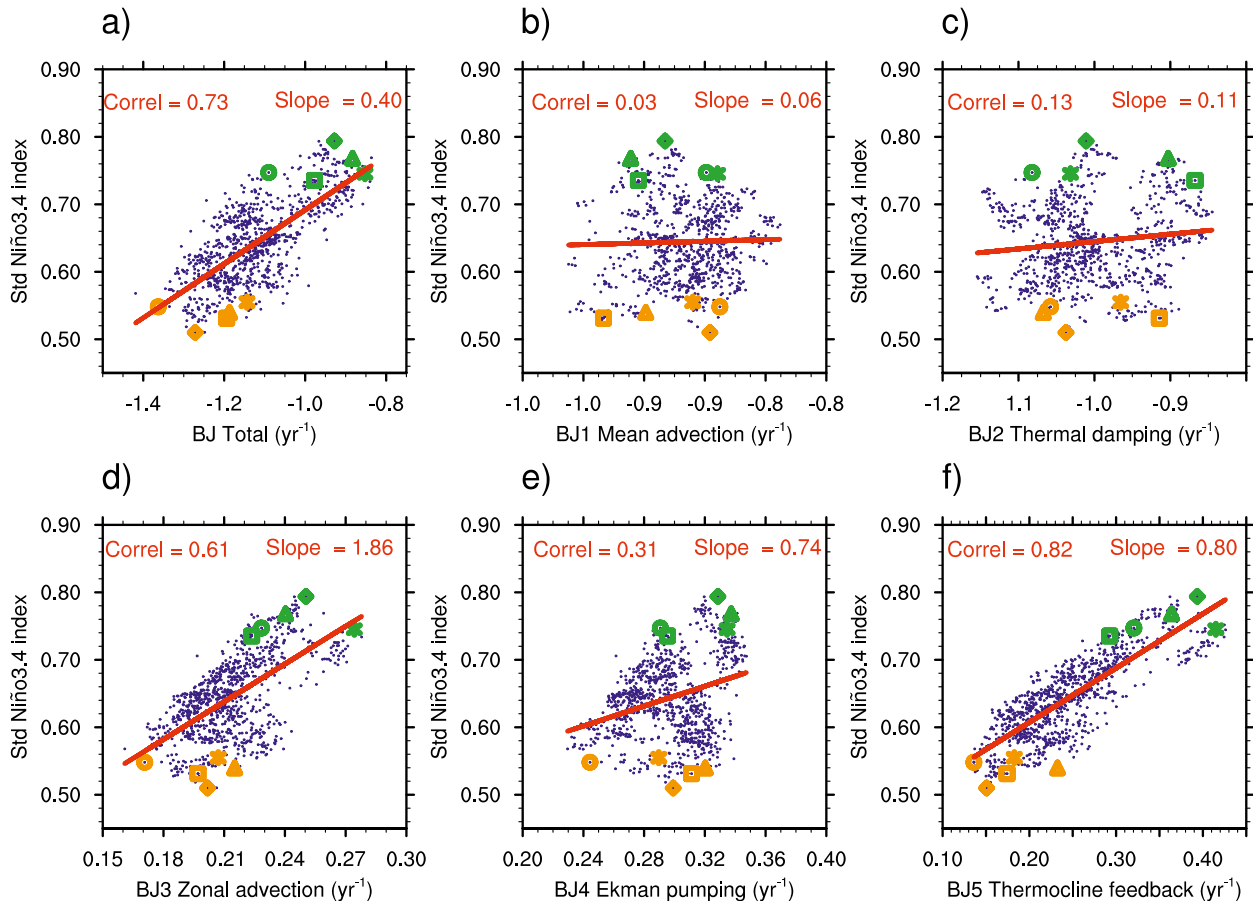 a)
b)
c)
Correl = 0.73 Slope = 0.40
Correl = 0.03 Slope = 0.06
Correl = 0.13 Slope = 0.11
Std Niño3.4 index
0.90
0.80
0.70
0.60
0.50
Std Niño3.4 index
0.90
0.80
0.70
0.60
0.50
Std Niño3.4 index
0.90
0.80
0.70
0.60
0.50
-1.4 -1.2 -1.0 -0.8
-1.0 -1.0 -0.9 -0.9 -0.8 -0.8
-1.2 1.1 -1.0 -0.9 -0.8
BJ Total (yr⁻¹)
BJ1 Mean advection (yr⁻¹)
BJ2 Thermal damping (yr⁻¹)
d)
e)
f)
Correl = 0.61 Slope = 1.86
Correl = 0.31 Slope = 0.74
Correl = 0.82 Slope = 0.80
Std Niño3.4 index
0.90
0.80
0.70
0.60
0.50
Std Niño3.4 index
0.90
0.80
0.70
0.60
0.50
Std Niño3.4 index
0.90
0.80
0.70
0.60
0.50
0.15 0.18 0.21 0.24 0.27 0.30
0.20 0.24 0.28 0.32 0.36 0.40
0.10 0.20 0.30 0.40
BJ3 Zonal advection (yr⁻¹)
BJ4 Ekman pumping (yr⁻¹)
BJ5 Thermocline feedback (yr⁻¹)